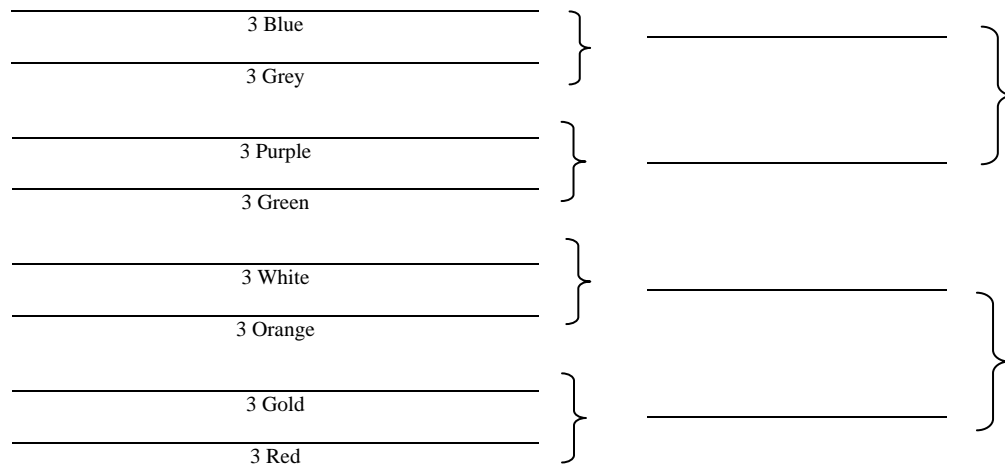 3 Blue
3 Grey
3 Purple
3 Green
3 White
3 Orange
3 Gold
3 Red